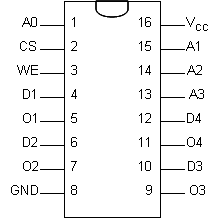 A0 1 16 Vcc
CS 2 15 A1
WE 3 14 A2
D1 4 13 A3
O1 5 12 D4
D2 6 11 O4
O2 7 10 D3
GND 8 9 O3